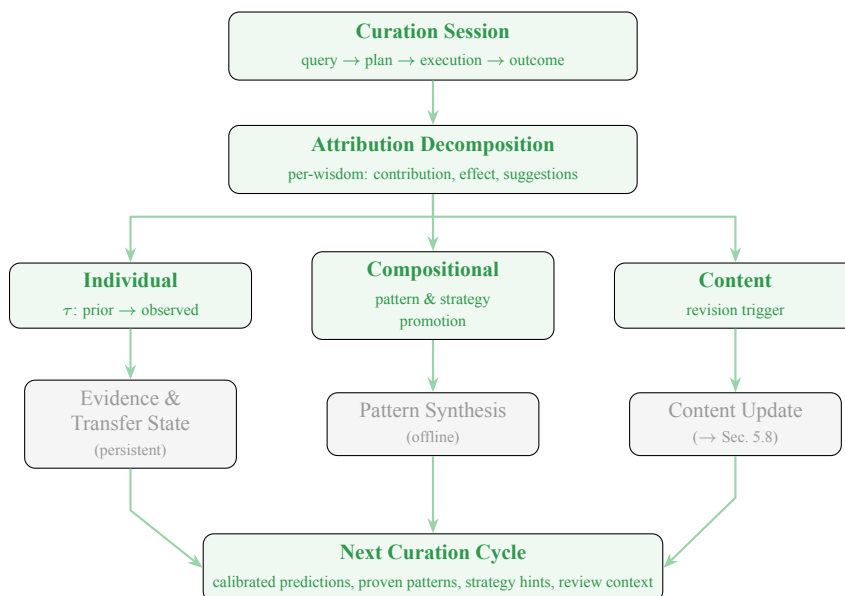 Curation Session
query → plan → execution → outcome
Attribution Decomposition
per-wisdom: contribution, effect, suggestions
Individual
τ: prior → observed
Compositional
pattern & strategy
promotion
Content
revision trigger
Evidence &
Transfer State
(persistent)
Pattern Synthesis
(offline)
Content Update
(→ Sec. 5.8)
Next Curation Cycle
calibrated predictions, proven patterns, strategy hints, review context